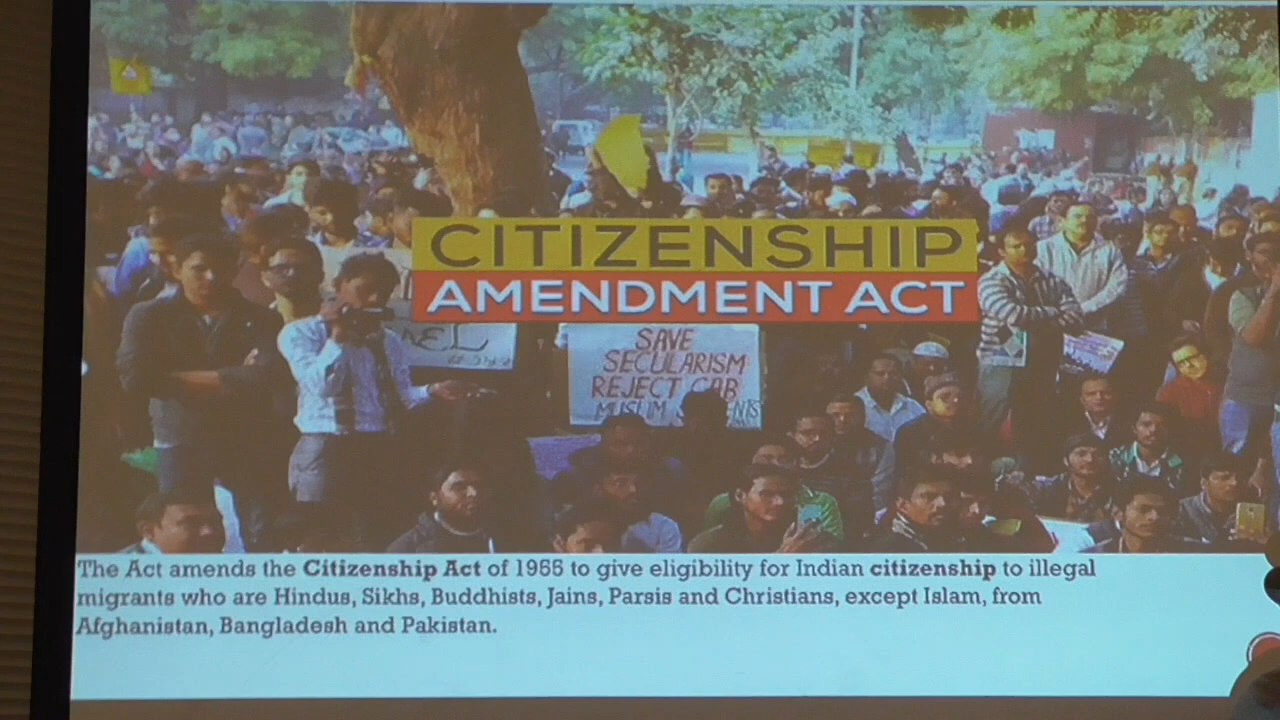 CITIZENSHIP
AMENDMENT ACT
SAVE
SECULARISM
REJECT CAB
MUSLIM
The Act amends the Citizenship Act of 1955 to give eligibility for Indian citizenship to illegal
migrants who are Hindus, Sikhs, Buddhists, Jains, Parsis and Christians, except Islam, from
Afghanistan, Bangladesh and Pakistan.